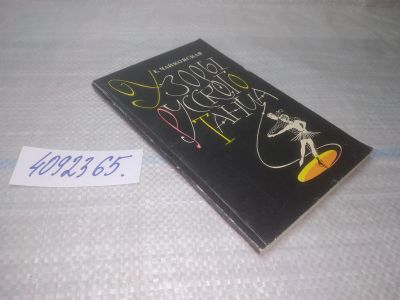 Е. ЧАЙКОВСКАЯ
УЗОРЫ
РУССКОГО
ТАНЦА
4092365.